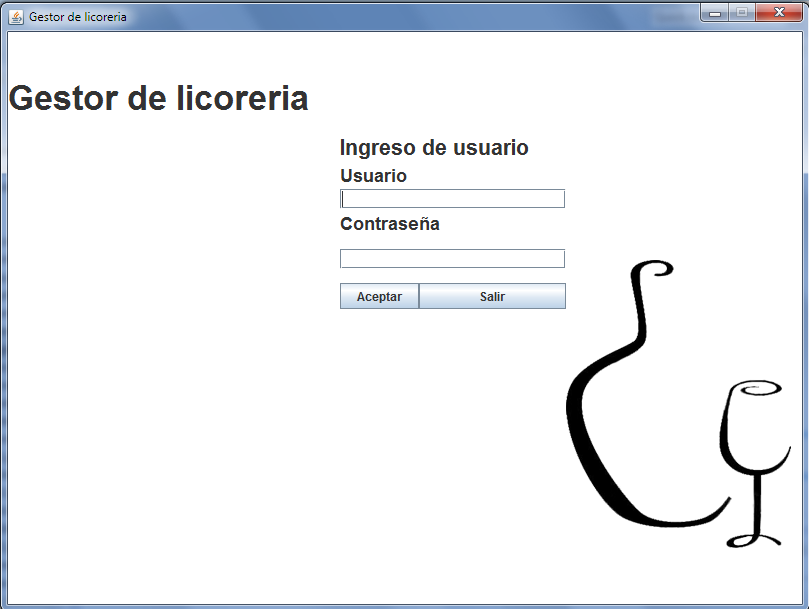 Gestor de licoreria
Gestor de licoreria
Ingreso de usuario
Usuario
Contraseña
Aceptar Salir